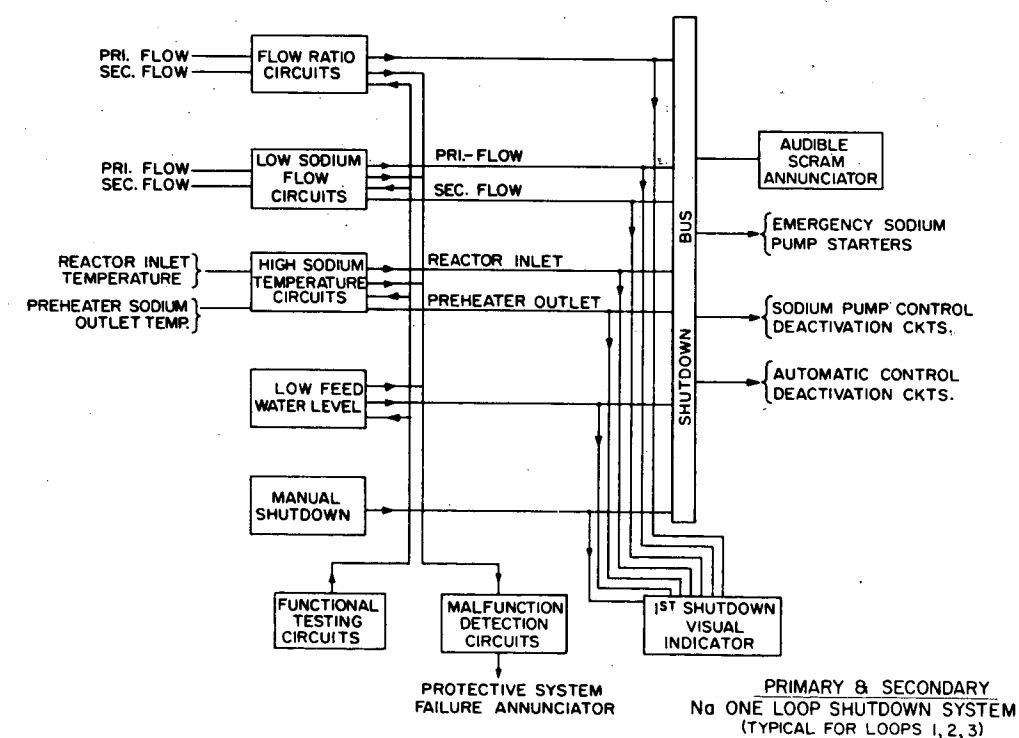 PRI. FLOW
SEC. FLOW
FLOW RATIO
CIRCUITS
PRI. FLOW
SEC. FLOW
LOW SODIUM
FLOW
CIRCUITS
PRI.-FLOW
SEC. FLOW
REACTOR INLET
TEMPERATURE
PREHEATER SODIUM
OUTLET TEMP.
HIGH SODIUM
TEMPERATURE
CIRCUITS
REACTOR INLET
PREHEATER OUTLET
LOW FEED
WATER LEVEL
MANUAL
SHUTDOWN
SHUTDOWN BUS
AUDIBLE
SCRAM
ANNUNCIATOR
EMERGENCY SODIUM
PUMP STARTERS
SODIUM PUMP CONTROL
DEACTIVATION CKTS.
AUTOMATIC CONTROL
DEACTIVATION CKTS.
FUNCTIONAL
TESTING
CIRCUITS
MALFUNCTION
DETECTION
CIRCUITS
1ST SHUTDOWN
VISUAL
INDICATOR
PROTECTIVE SYSTEM
FAILURE ANNUNCIATOR
PRIMARY & SECONDARY
Na ONE LOOP SHUTDOWN SYSTEM
(TYPICAL FOR LOOPS 1, 2, 3)